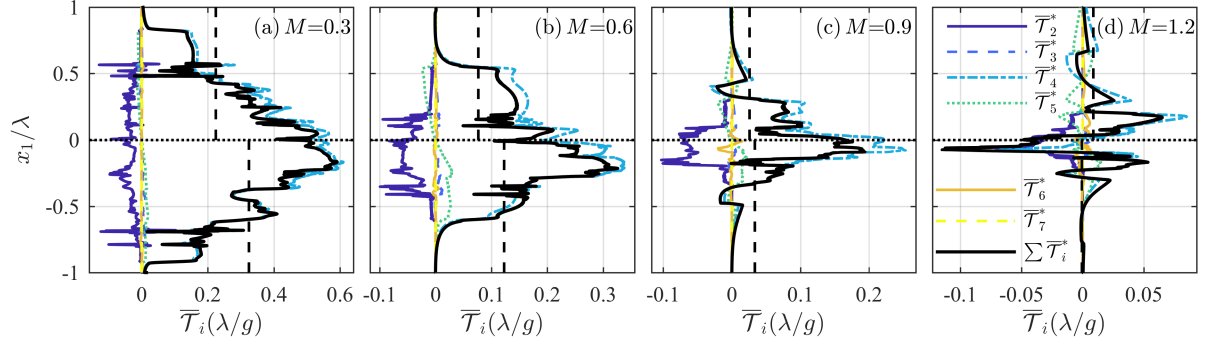 (a) M=0.3
(b) M=0.6
(c) M=0.9
(d) M=1.2
1
0.5
0
-0.5
-1
x₁/λ
0 0.2 0.4 0.6
-0.1 0 0.1 0.2 0.3
0 0.1 0.2
-0.1 -0.05 0 0.05
𝒯̅₂*
𝒯̅₃*
𝒯̅₄*
𝒯̅₅*
𝒯̅₆*
𝒯̅₇*
∑ 𝒯̅ᵢ*
𝒯̅ᵢ(λ/g)
𝒯̅ᵢ(λ/g)
𝒯̅ᵢ(λ/g)
𝒯̅ᵢ(λ/g)